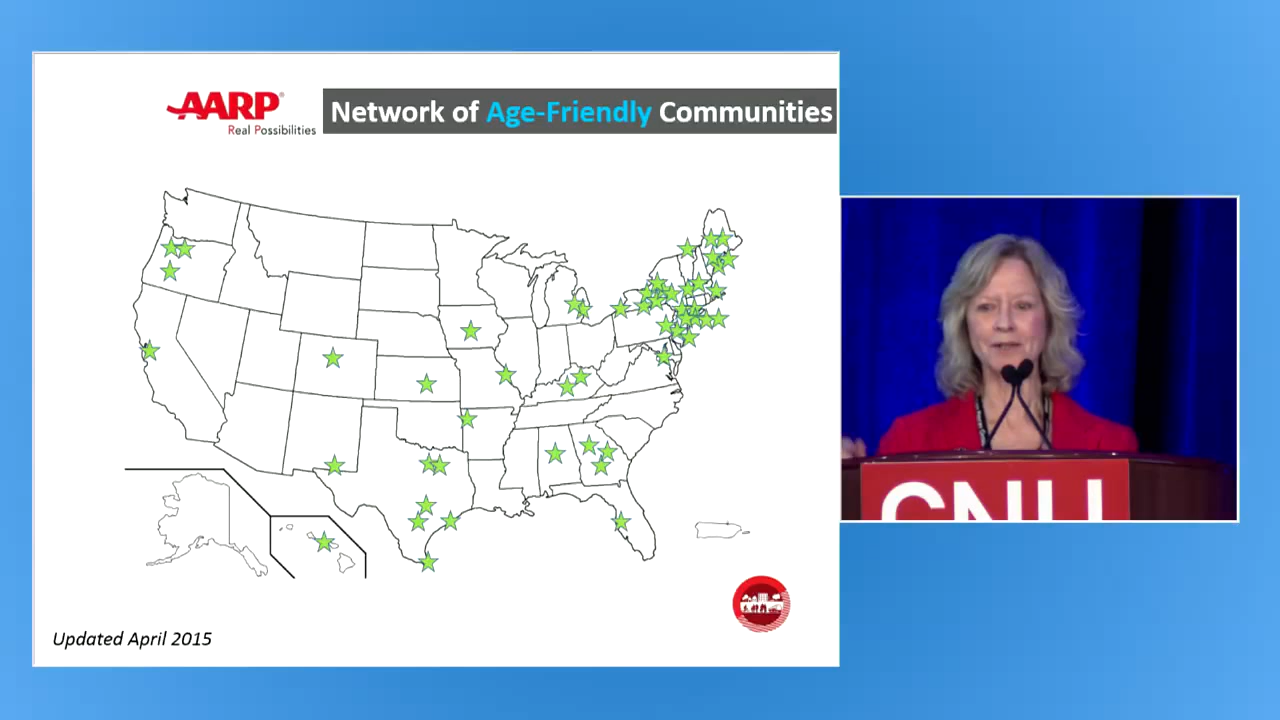 AARP®
Real Possibilities
Network of Age-Friendly Communities
Updated April 2015
CNU